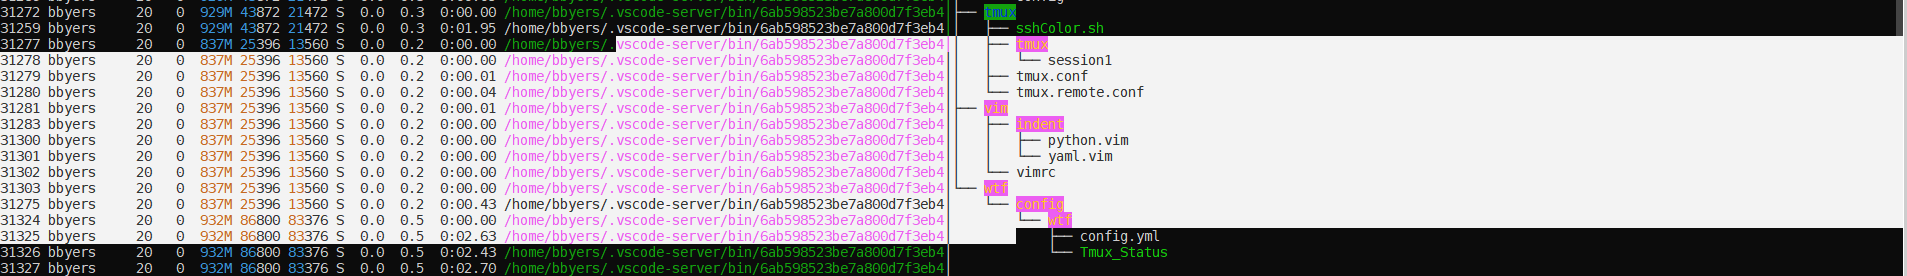 31272 bbyers 20 0 929M 43872 21472 S 0.0 0.3 0:00.00 /home/bbyers/.vscode-server/bin/6ab598523be7a800d7f3eb4
31259 bbyers 20 0 929M 43872 21472 S 0.0 0.3 0:01.95 /home/bbyers/.vscode-server/bin/6ab598523be7a800d7f3eb4
31277 bbyers 20 0 837M 25396 13560 S 0.0 0.2 0:00.00 /home/bbyers/.vscode-server/bin/6ab598523be7a800d7f3eb4
31278 bbyers 20 0 837M 25396 13560 S 0.0 0.2 0:00.00 /home/bbyers/.vscode-server/bin/6ab598523be7a800d7f3eb4
31279 bbyers 20 0 837M 25396 13560 S 0.0 0.2 0:00.01 /home/bbyers/.vscode-server/bin/6ab598523be7a800d7f3eb4
31280 bbyers 20 0 837M 25396 13560 S 0.0 0.2 0:00.04 /home/bbyers/.vscode-server/bin/6ab598523be7a800d7f3eb4
31281 bbyers 20 0 837M 25396 13560 S 0.0 0.2 0:00.01 /home/bbyers/.vscode-server/bin/6ab598523be7a800d7f3eb4
31283 bbyers 20 0 837M 25396 13560 S 0.0 0.2 0:00.00 /home/bbyers/.vscode-server/bin/6ab598523be7a800d7f3eb4
31300 bbyers 20 0 837M 25396 13560 S 0.0 0.2 0:00.00 /home/bbyers/.vscode-server/bin/6ab598523be7a800d7f3eb4
31301 bbyers 20 0 837M 25396 13560 S 0.0 0.2 0:00.00 /home/bbyers/.vscode-server/bin/6ab598523be7a800d7f3eb4
31302 bbyers 20 0 837M 25396 13560 S 0.0 0.2 0:00.00 /home/bbyers/.vscode-server/bin/6ab598523be7a800d7f3eb4
31303 bbyers 20 0 837M 25396 13560 S 0.0 0.2 0:00.00 /home/bbyers/.vscode-server/bin/6ab598523be7a800d7f3eb4
31275 bbyers 20 0 837M 25396 13560 S 0.0 0.2 0:00.43 /home/bbyers/.vscode-server/bin/6ab598523be7a800d7f3eb4
31324 bbyers 20 0 932M 86800 83376 S 0.0 0.5 0:00.00 /home/bbyers/.vscode-server/bin/6ab598523be7a800d7f3eb4
31325 bbyers 20 0 932M 86800 83376 S 0.0 0.5 0:02.63 /home/bbyers/.vscode-server/bin/6ab598523be7a800d7f3eb4
31326 bbyers 20 0 932M 86800 83376 S 0.0 0.5 0:02.43 /home/bbyers/.vscode-server/bin/6ab598523be7a800d7f3eb4
31327 bbyers 20 0 932M 86800 83376 S 0.0 0.5 0:02.70 /home/bbyers/.vscode-server/bin/6ab598523be7a800d7f3eb4
tmux
sshColor.sh
tmux
session1
tmux.conf
tmux.remote.conf
vim
indent
python.vim
yaml.vim
vimrc
wtf
config
wtf
config.yml
Tmux_Status